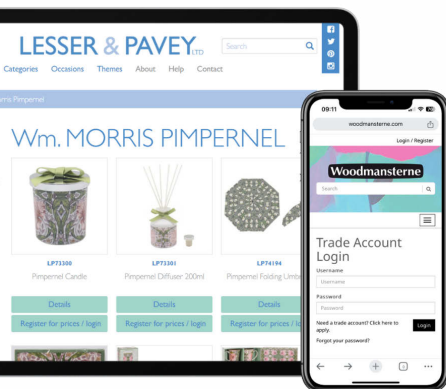 LESSER & PAVEY LTD
Search
Categories Occasions Themes About Help Contact
Pimpernel
Wm. MORRIS PIMPERNEL
LP73300
Pimpernel Candle
Details
Register for prices / login
LP73301
Pimpernel Diffuser 200ml
Details
Register for prices / login
LP74194
Pimpernel Folding
Details
Register for prices
09:11
woodmansterne.com
Login / Register
Woodmansterne
Search
Trade Account
Login
Username
Username
Password
Password
Need a trade account? Click here to
apply.
Login
Forgot your password?